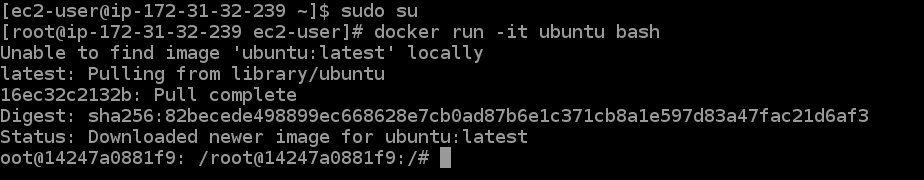 [ec2-user@ip-172-31-32-239 ~]$ sudo su
[root@ip-172-31-32-239 ec2-user]# docker run -it ubuntu bash
Unable to find image 'ubuntu:latest' locally
latest: Pulling from library/ubuntu
16ec32c2132b: Pull complete
Digest: sha256:82becede498899ec668628e7cb0ad87b6e1c371cb8a1e597d83a47fac21d6af3
Status: Downloaded newer image for ubuntu:latest
oot@14247a0881f9: /root@14247a0881f9:/#